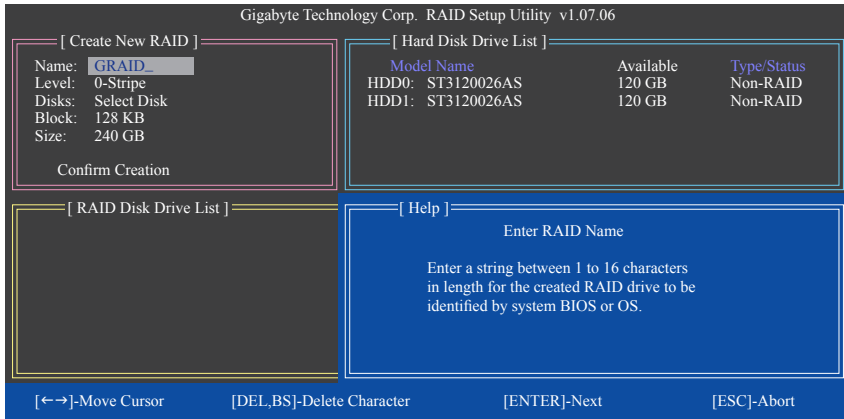 Gigabyte Technology Corp. RAID Setup Utility v1.07.06
[ Create New RAID ]
Name: GRAID_
Level: 0-Stripe
Disks: Select Disk
Block: 128 KB
Size: 240 GB
Confirm Creation
[ Hard Disk Drive List ]
Model Name Available Type/Status
HDD0: ST3120026AS 120 GB Non-RAID
HDD1: ST3120026AS 120 GB Non-RAID
[ RAID Disk Drive List ]
[ Help ]
Enter RAID Name
Enter a string between 1 to 16 characters
in length for the created RAID drive to be
identified by system BIOS or OS.
[←→]-Move Cursor [DEL,BS]-Delete Character [ENTER]-Next [ESC]-Abort